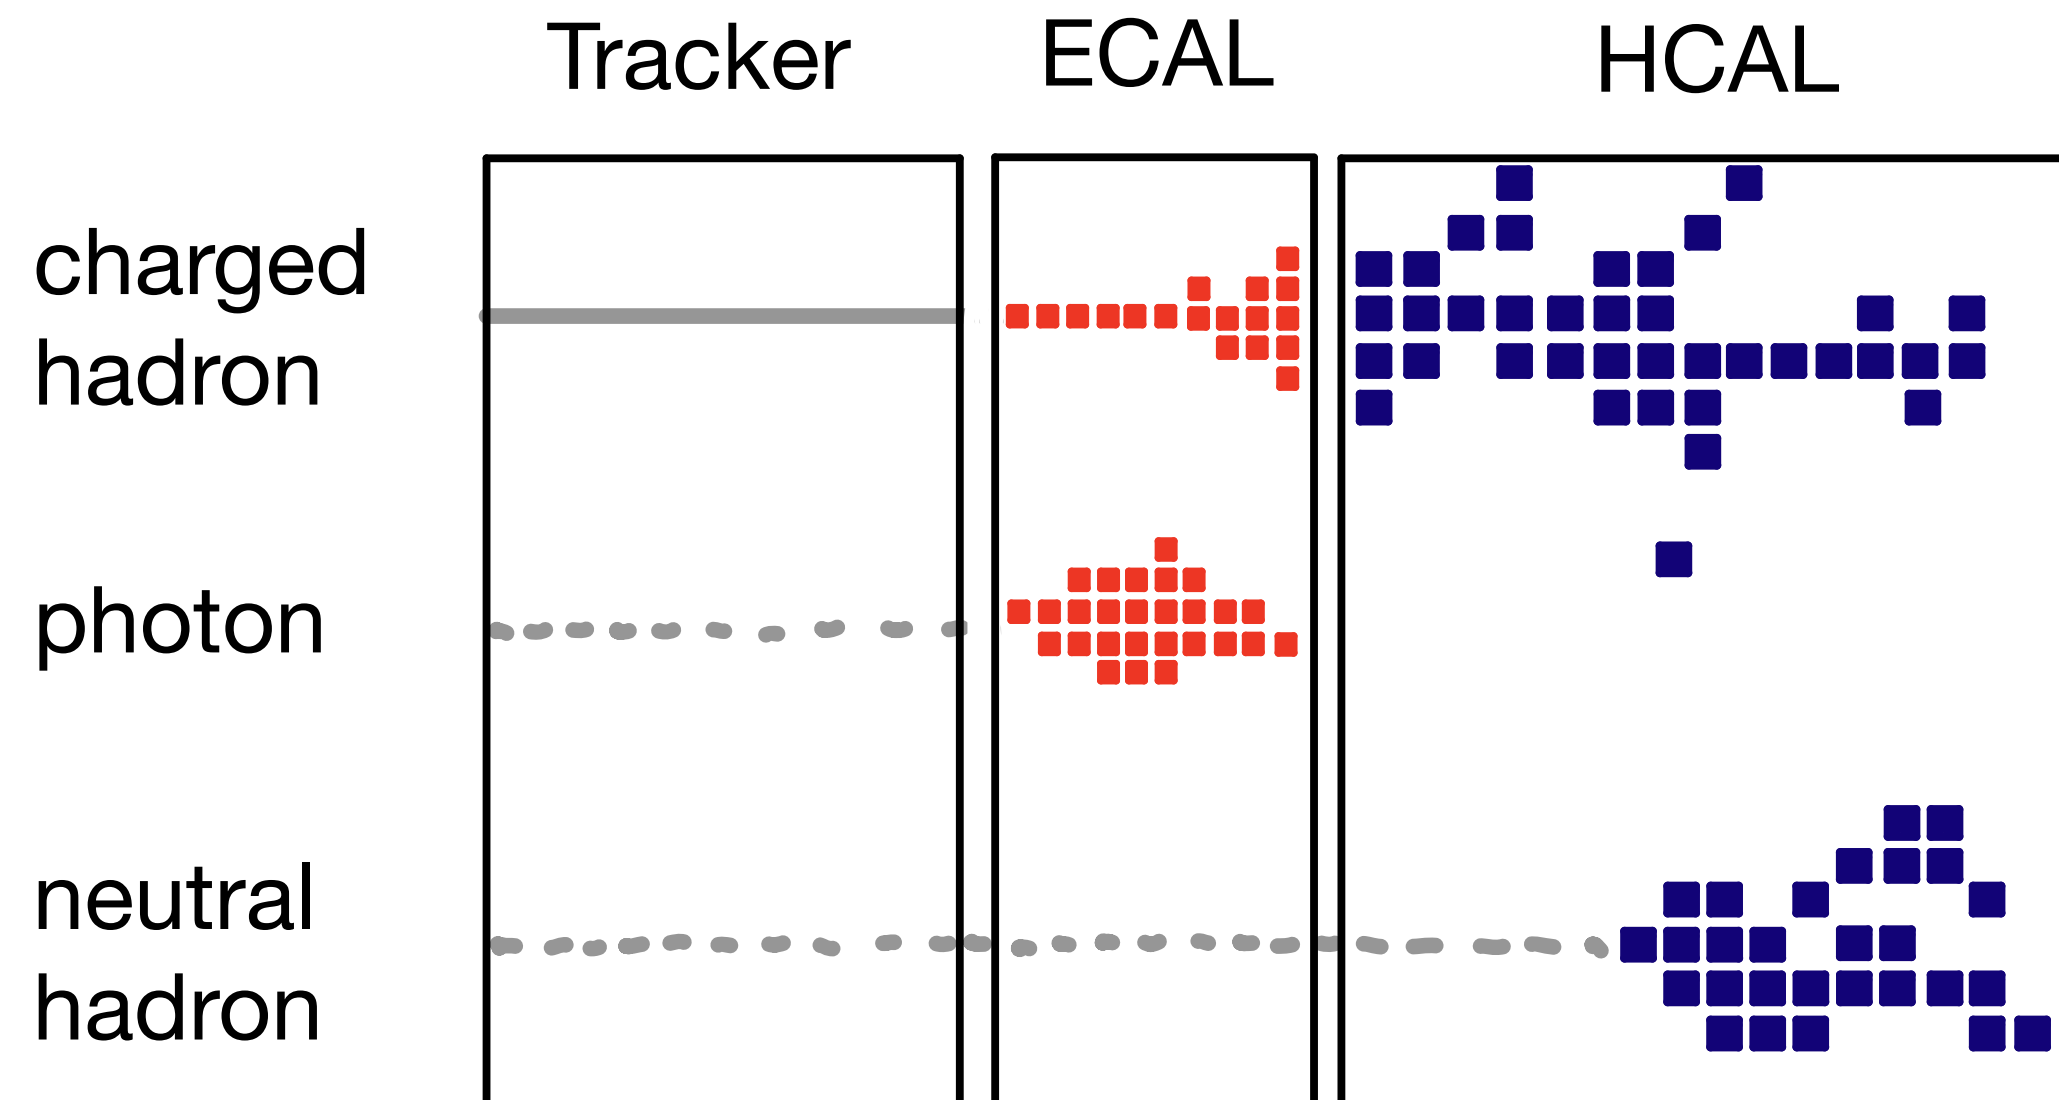 Tracker ECAL HCAL
charged
hadron
photon
neutral
hadron